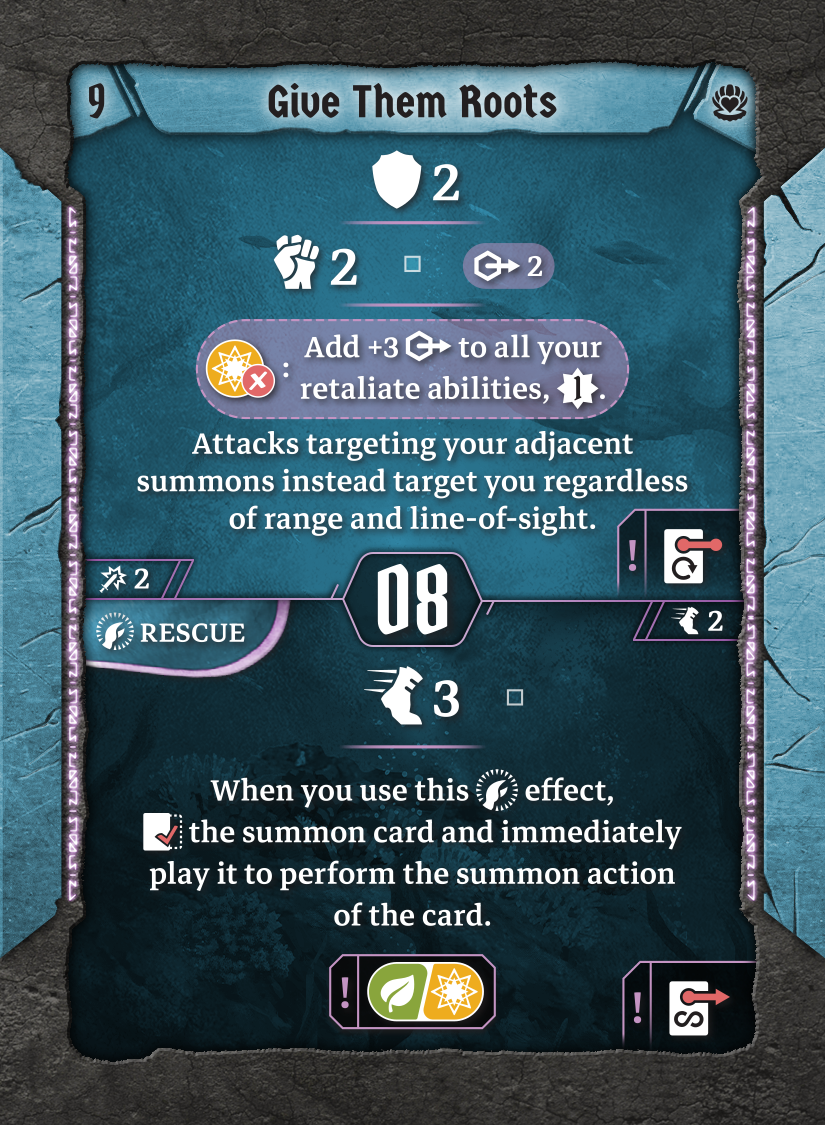 9
Give Them Roots
2
2
2
Add +3 to all your
retaliate abilities, 1.
Attacks targeting your adjacent
summons instead target you regardless
of range and line-of-sight.
!
2
08
RESCUE
2
3
When you use this effect,
the summon card and immediately
play it to perform the summon action
of the card.
!
!